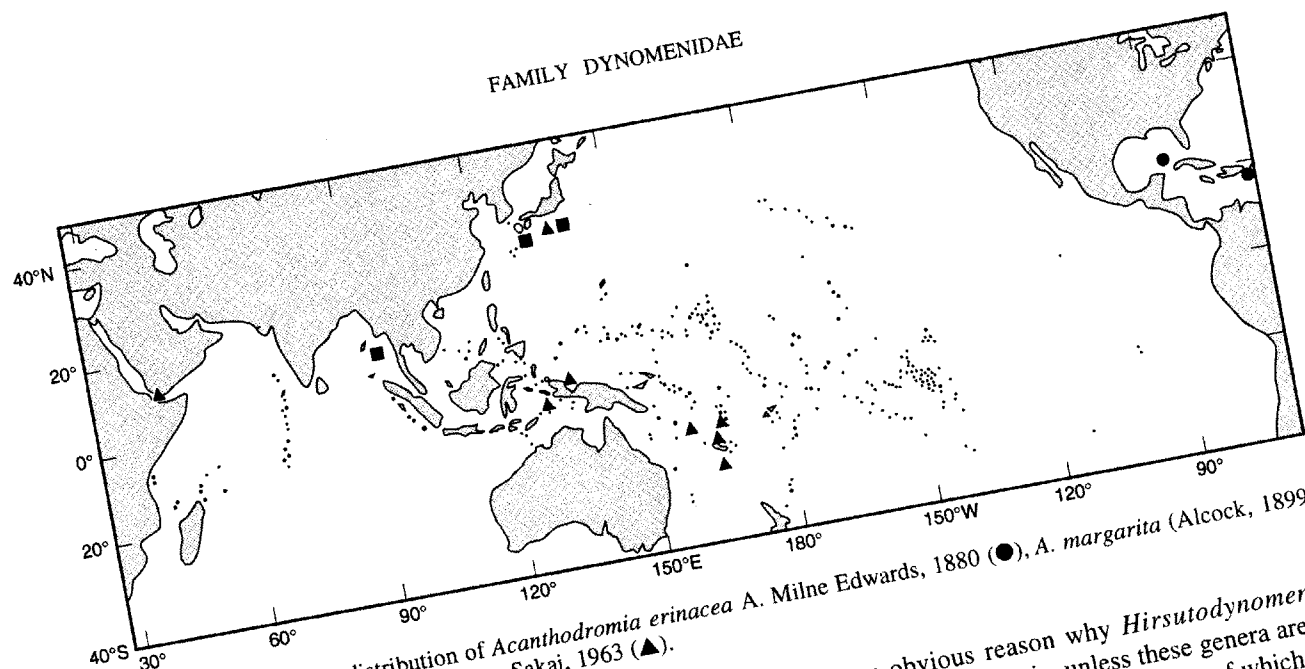 FAMILY DYNOMENIDAE
40°N
20°
0°
20°
40°S
30°
60°
90°
120°
150°E
180°
150°W
120°
90°
distribution of Acanthodromia erinacea A. Milne Edwards, 1880 (●), A. margarita (Alcock, 1899
Sakai, 1963 (▲).
obvious reason why Hirsutodynomen
unless these genera are
of which